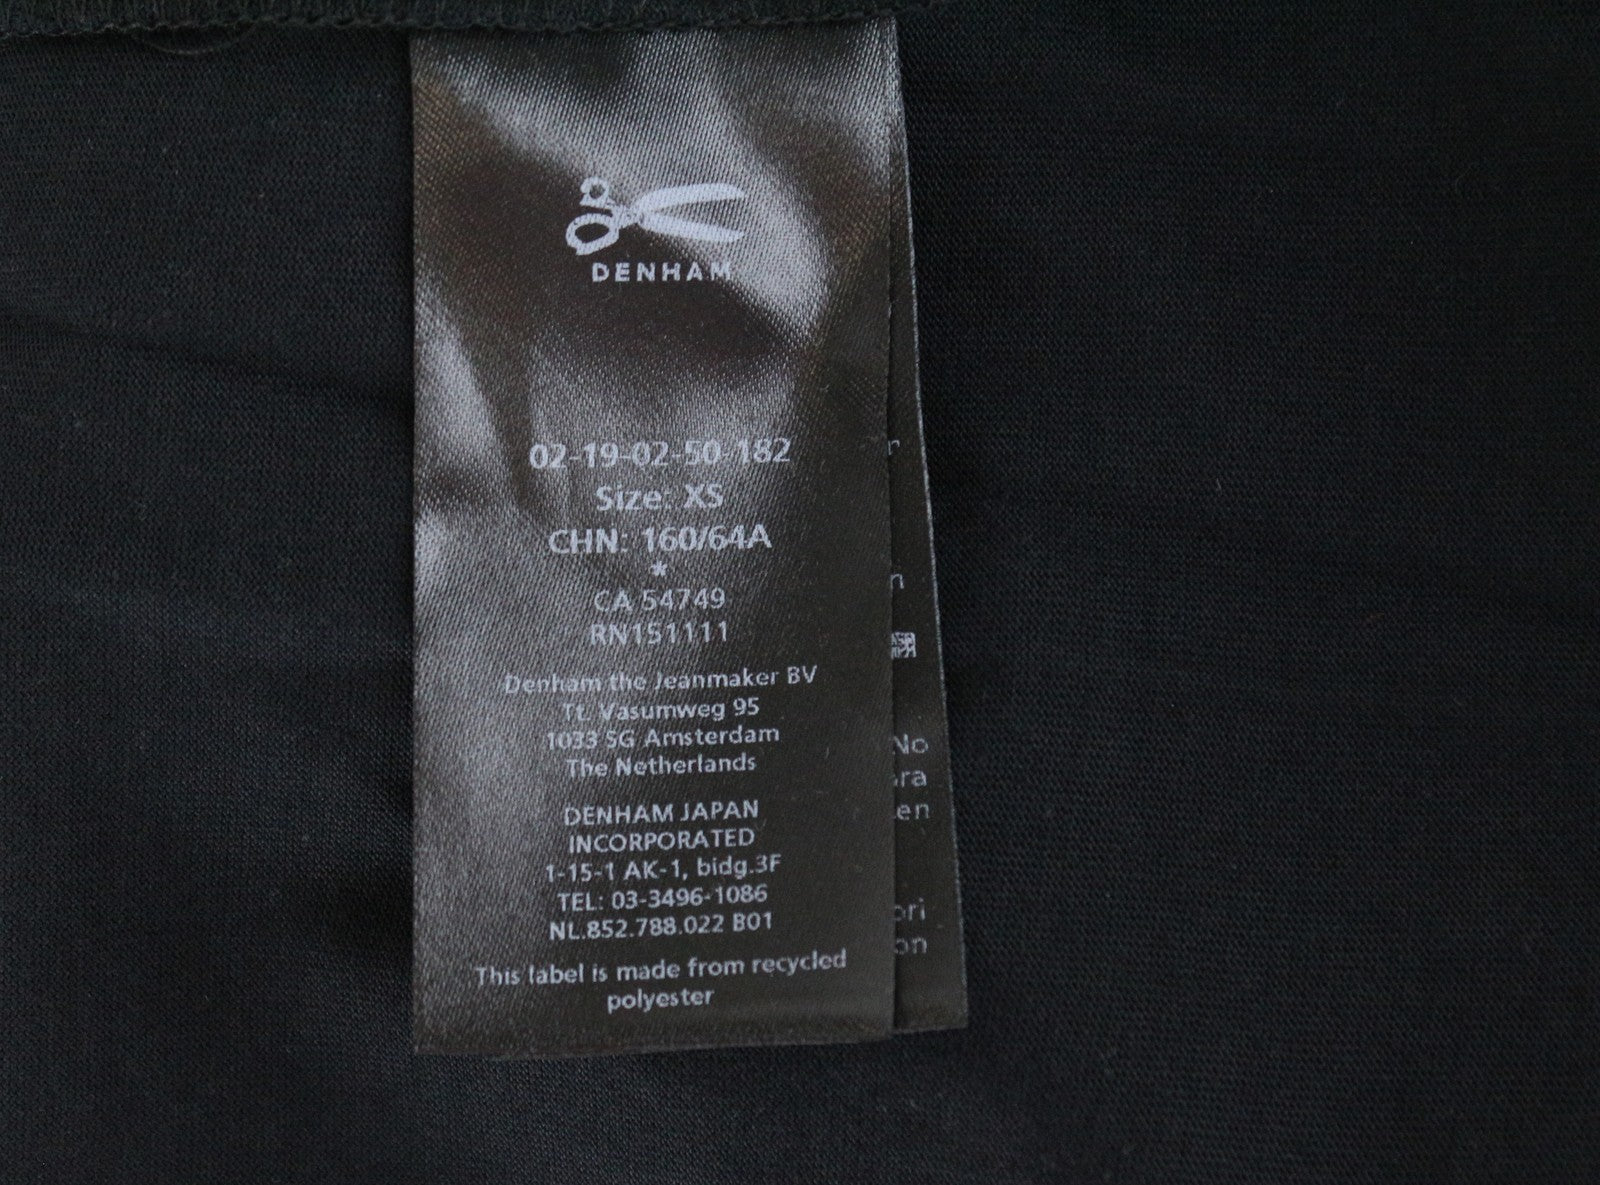 DENHAM
02-19-02-50-182
Size: XS
CHN: 160/64A
*
CA 54749
RN151111
Denham the Jeanmaker BV
Tt. Vasumweg 95
1033 SG Amsterdam
The Netherlands
DENHAM JAPAN
INCORPORATED
1-15-1 AK-1, bidg.3F
TEL: 03-3496-1086
NL.852.788.022 B01
This label is made from recycled
polyester
No
en